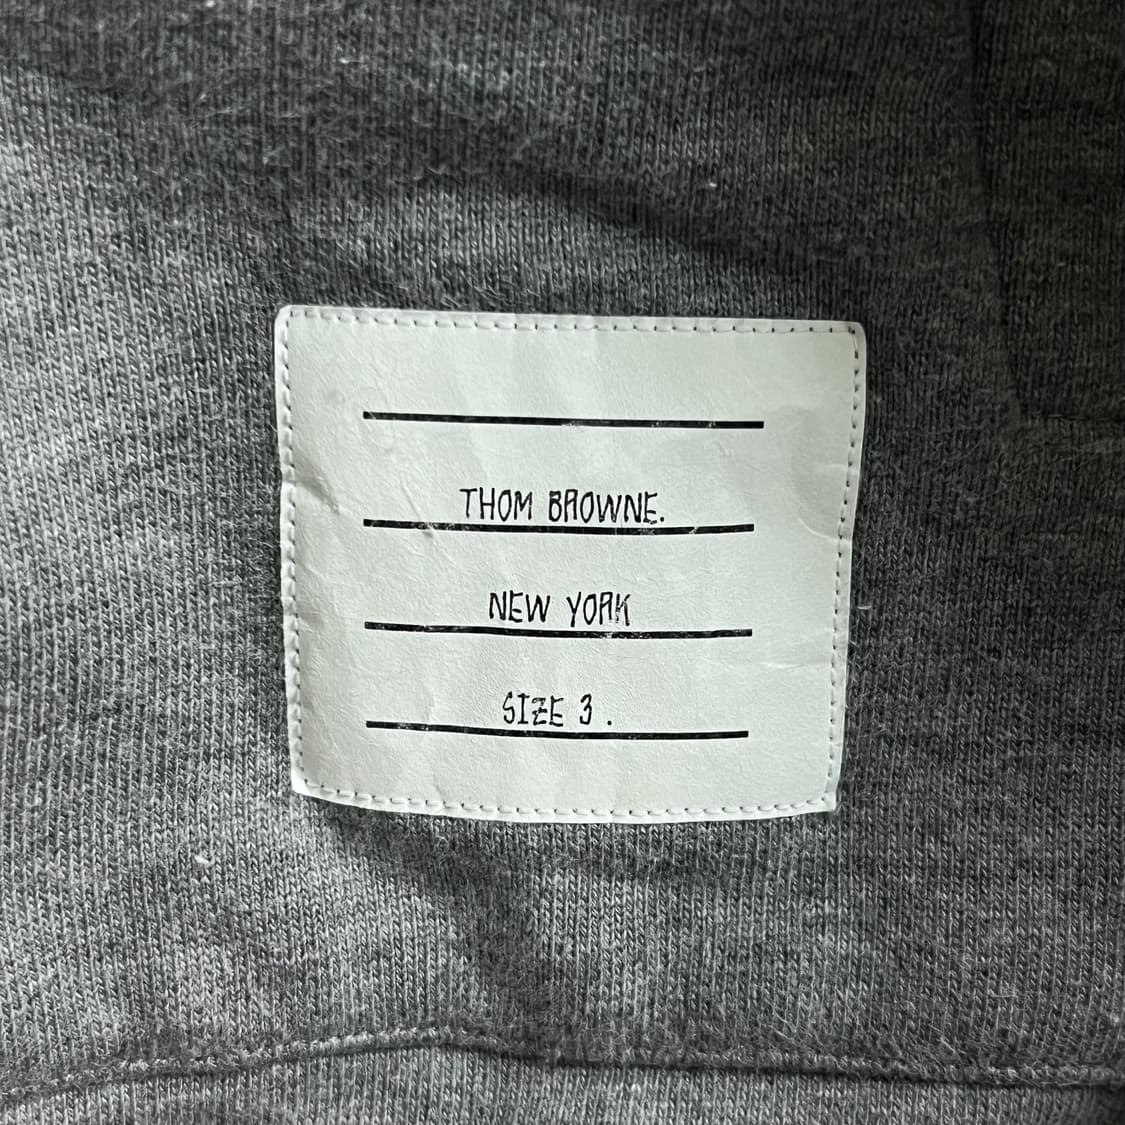 THOM BROWNE.
NEW YORK
SIZE 3 .